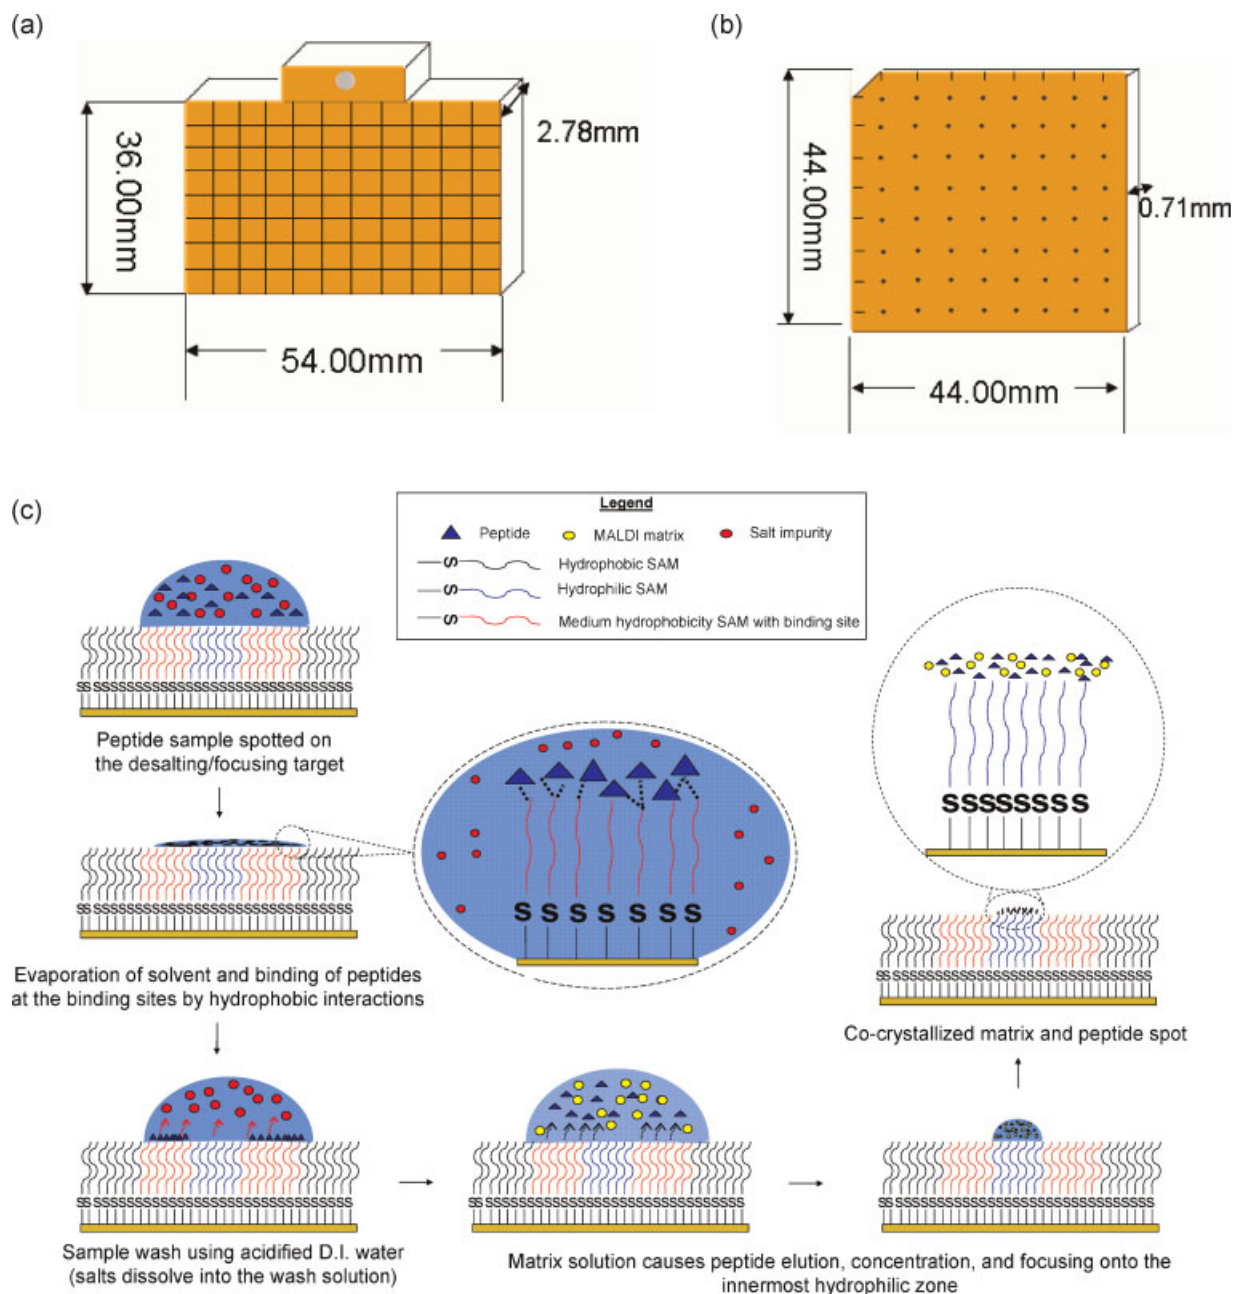 (a)
36.00mm
54.00mm
2.78mm
(b)
44.00mm
44.00mm
0.71mm
(c)
Legend
Peptide
MALDI matrix
Salt impurity
S Hydrophobic SAM
S Hydrophilic SAM
S Medium hydrophobicity SAM with binding site
Peptide sample spotted on
the desalting/focusing target
Evaporation of solvent and binding of peptides
at the binding sites by hydrophobic interactions
S S S S S S S
Sample wash using acidified D.I. water
(salts dissolve into the wash solution)
Matrix solution causes peptide elution, concentration, and focusing onto the
innermost hydrophilic zone
SSSSSSSS
Co-crystallized matrix and peptide spot